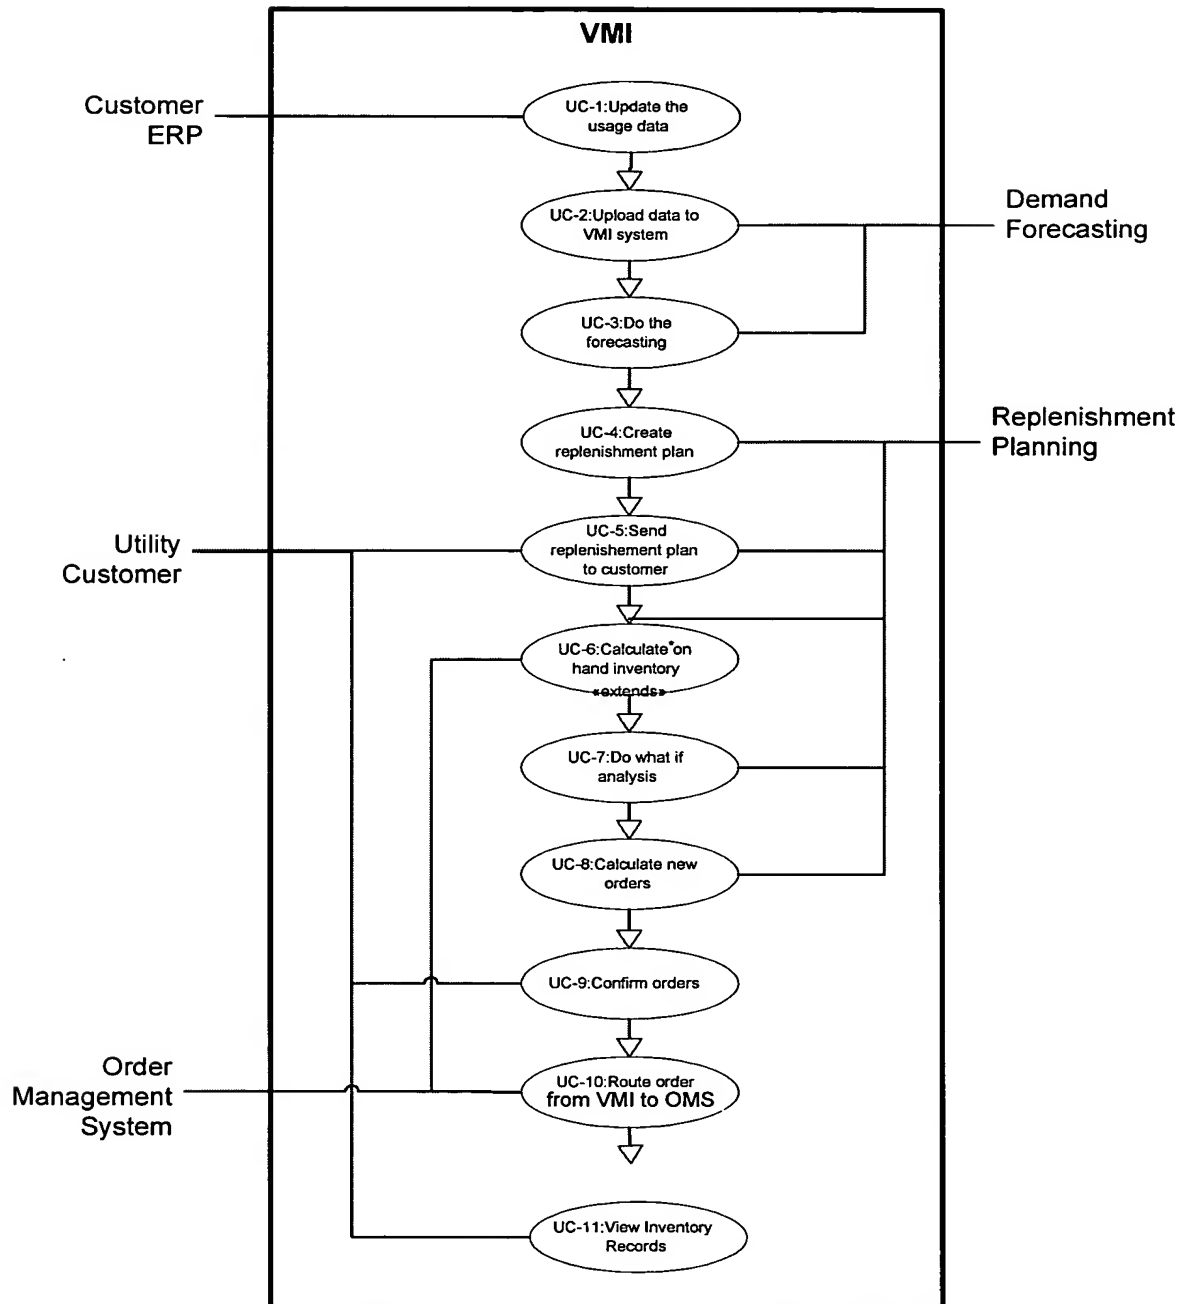 VMI
Customer
ERP
UC-1:Update the
usage data
UC-2:Upload data to
VMI system
Demand
Forecasting
UC-3:Do the
forecasting
UC-4:Create
replenishment plan
Replenishment
Planning
Utility
Customer
UC-5:Send
replenishement plan
to customer
UC-6:Calculate on
hand inventory
«extends»
UC-7:Do what if
analysis
UC-8:Calculate new
orders
UC-9:Confirm orders
Order
Management
System
UC-10:Route order
from VMI to OMS
UC-11:View Inventory
Records